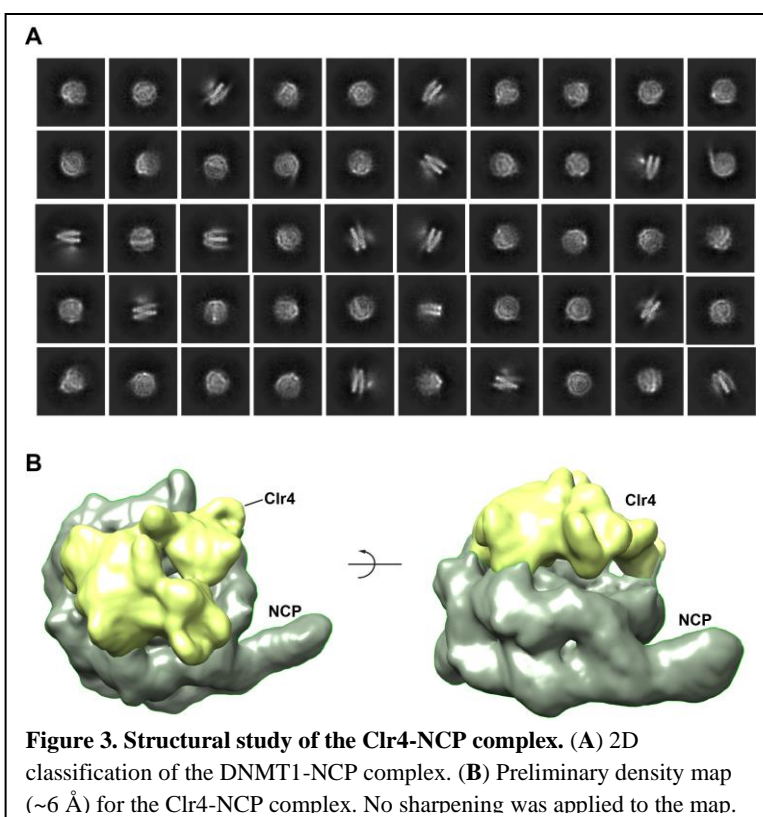 A
B
Clr4
Clr4
NCP
NCP
Figure 3. Structural study of the Clr4-NCP complex. (A) 2D
classification of the DNMT1-NCP complex. (B) Preliminary density map
(~6 Å) for the Clr4-NCP complex. No sharpening was applied to the map.